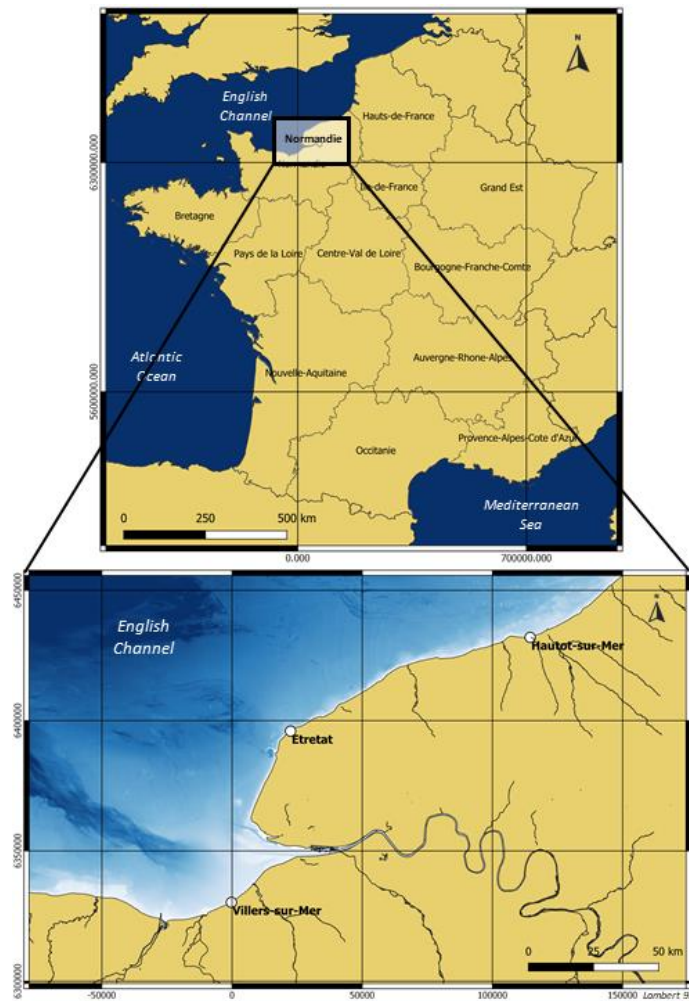 N
English
Channel
Hauts-de-France
Normandie
6300000.000
Ile-de-France
Grand Est
Bretagne
Pays de la Loire
Centre-Val de Loire
Bourgogne-Franche-Comte
Atlantic
Ocean
Auvergne-Rhone-Alpes
Nouvelle-Aquitaine
5600000.000
Occitanie
Provence-Alpes-Cote d'Azur
Mediterranean
Sea
0 250 500 km
0.000 700000.000
6450000
English
Channel
Hautot-sur-Mer
6400000
Etretat
6350000
Villers-sur-Mer
0 25 50 km
6300000
-50000 0 50000 100000 150000 Lambert